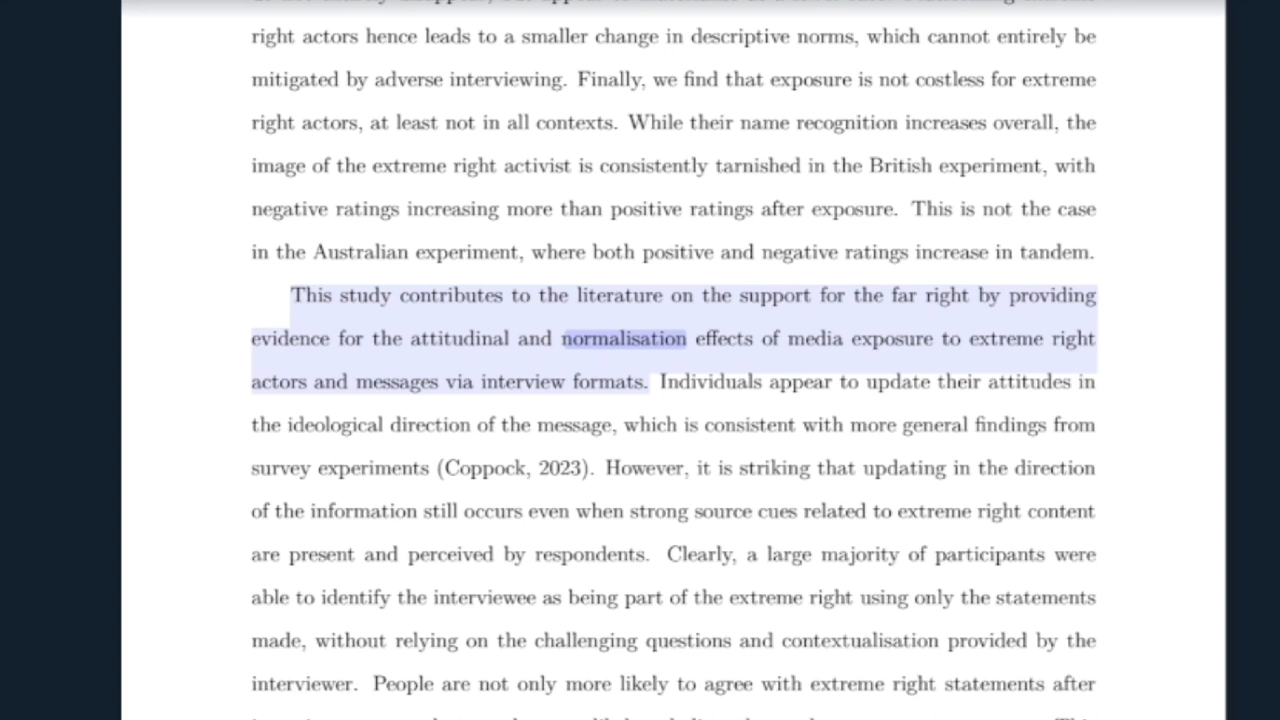 right actors hence leads to a smaller change in descriptive norms, which cannot entirely be
mitigated by adverse interviewing. Finally, we find that exposure is not costless for extreme
right actors, at least not in all contexts. While their name recognition increases overall, the
image of the extreme right activist is consistently tarnished in the British experiment, with
negative ratings increasing more than positive ratings after exposure. This is not the case
in the Australian experiment, where both positive and negative ratings increase in tandem.
This study contributes to the literature on the support for the far right by providing
evidence for the attitudinal and normalisation effects of media exposure to extreme right
actors and messages via interview formats. Individuals appear to update their attitudes in
the ideological direction of the message, which is consistent with more general findings from
survey experiments (Coppock, 2023). However, it is striking that updating in the direction
of the information still occurs even when strong source cues related to extreme right content
are present and perceived by respondents. Clearly, a large majority of participants were
able to identify the interviewee as being part of the extreme right using only the statements
made, without relying on the challenging questions and contextualisation provided by the
interviewer. People are not only more likely to agree with extreme right statements after